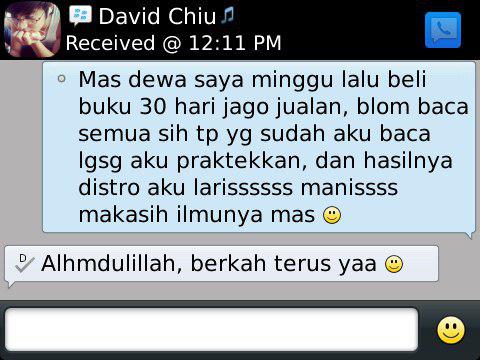 David Chiu
Received @ 12:11 PM
Mas dewa saya minggu lalu beli
buku 30 hari jago jualan, blom baca
semua sih tp yg sudah aku baca
lgsg aku praktekkan, dan hasilnya
distro aku larissssss manissss
makasih ilmunya mas
D
Alhmdulillah, berkah terus yaa